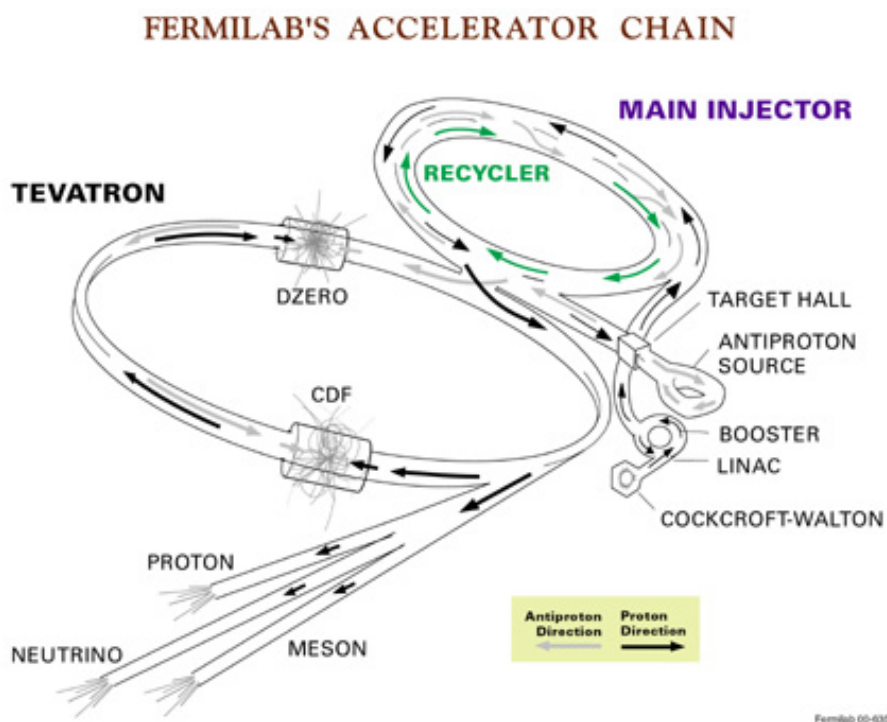 FERMILAB'S ACCELERATOR CHAIN
MAIN INJECTOR
RECYCLER
TEVATRON
DZERO
TARGET HALL
ANTIPROTON
SOURCE
CDF
BOOSTER
LINAC
COCKCROFT-WALTON
PROTON
NEUTRINO
MESON
Antiproton
Direction
Proton
Direction